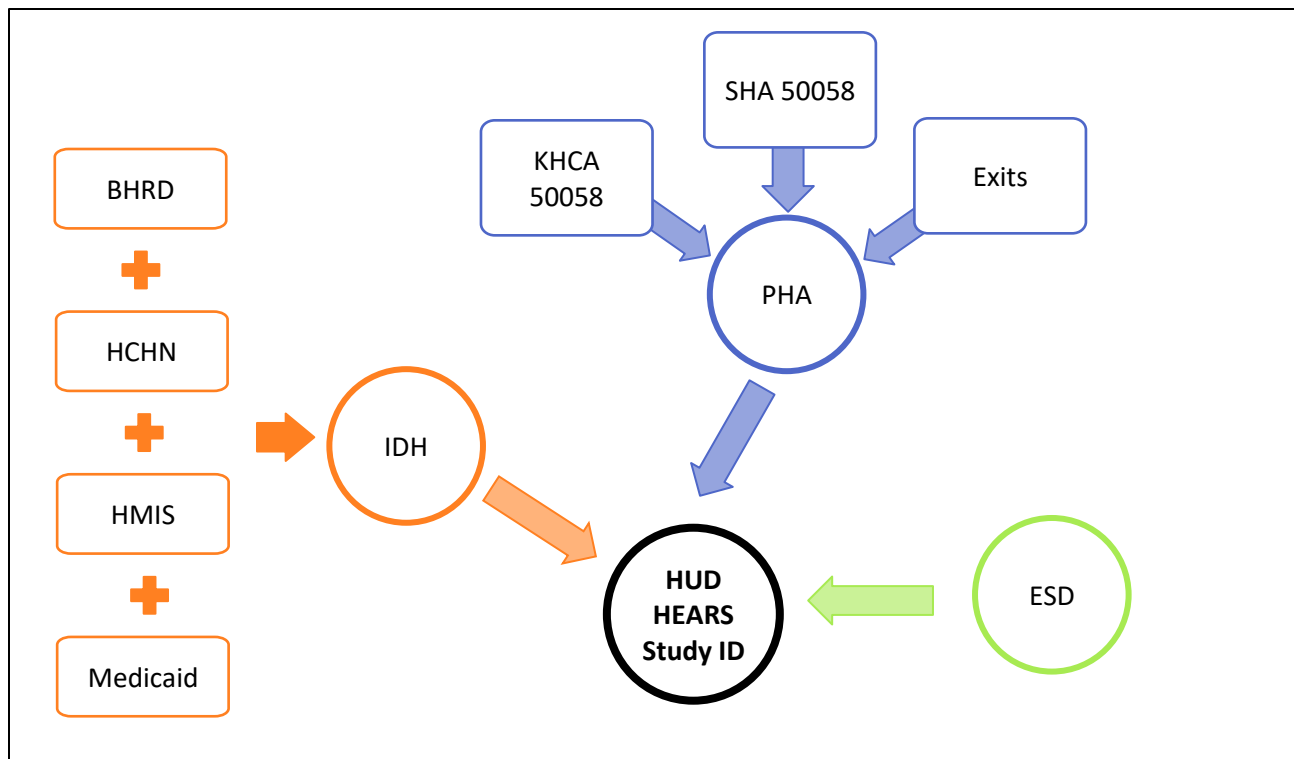 SHA 50058
KHCA
50058
Exits
BHRD
PHA
HCHN
IDH
HMIS
HUD
HEARS
Study ID
ESD
Medicaid